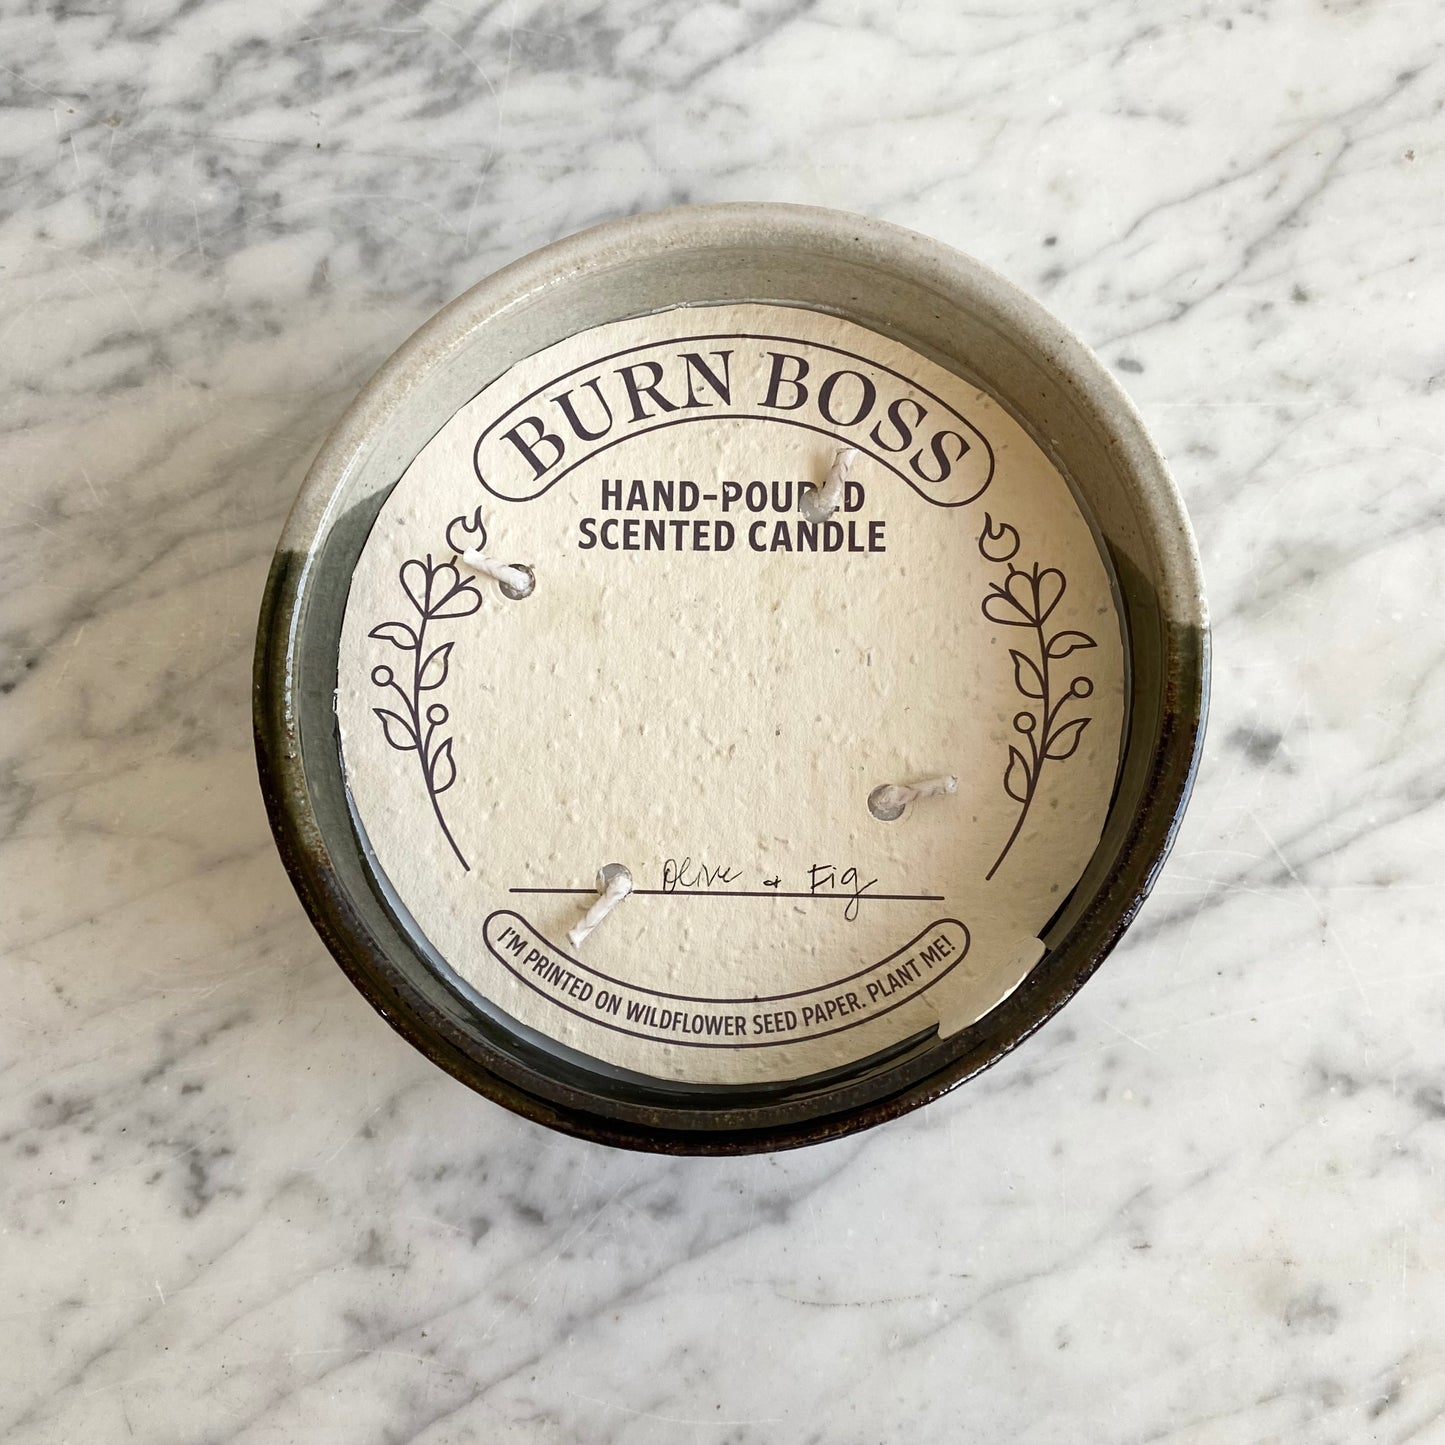 BURN BOSS
HAND-POURED
SCENTED CANDLE
Olive + Fig
I'M PRINTED ON WILDFLOWER SEED PAPER. PLANT ME!